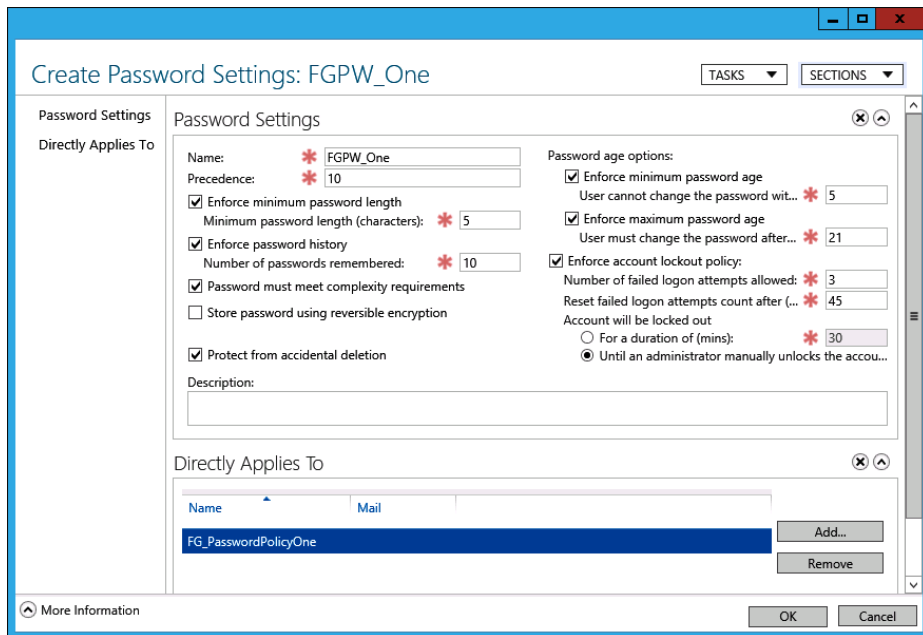 Create Password Settings: FGPW_One
TASKS
SECTIONS
Password Settings
Directly Applies To
Password Settings
Name:
FGPW_One
Precedence:
10
Enforce minimum password length
Minimum password length (characters):
5
Enforce password history
Number of passwords remembered:
10
Password must meet complexity requirements
Store password using reversible encryption
Protect from accidental deletion
Password age options:
Enforce minimum password age
User cannot change the password wit...
5
Enforce maximum password age
User must change the password after...
21
Enforce account lockout policy:
Number of failed logon attempts allowed:
3
Reset failed logon attempts count after (...
45
Account will be locked out
For a duration of (mins):
30
Until an administrator manually unlocks the accou...
Description:
Directly Applies To
Name
Mail
FG_PasswordPolicyOne
Add...
Remove
More Information
OK
Cancel